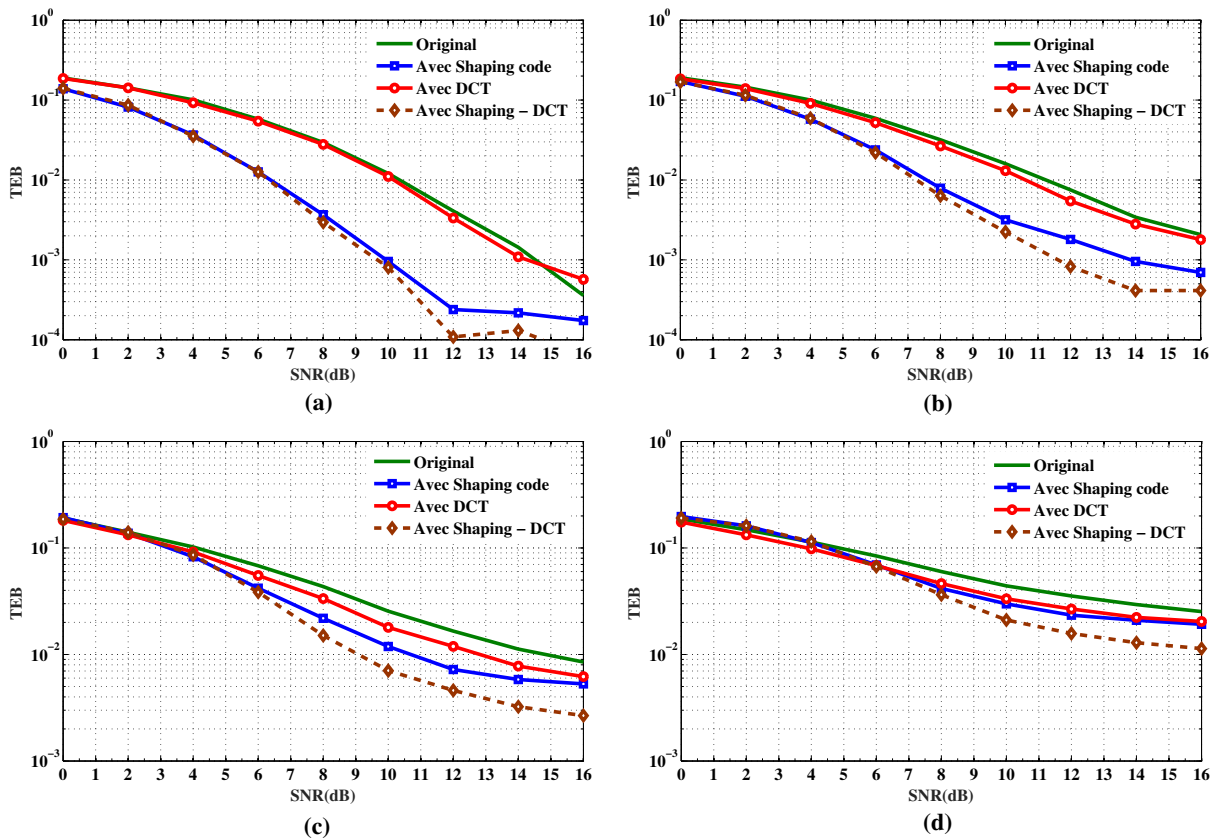 10^0
10^-1
10^-2
10^-3
10^-4
TEB
0 1 2 3 4 5 6 7 8 9 10 11 12 13 14 15 16
SNR(dB)
Original
Avec Shaping code
Avec DCT
Avec Shaping – DCT
(a)
10^0
10^-1
10^-2
10^-3
10^-4
TEB
0 1 2 3 4 5 6 7 8 9 10 11 12 13 14 15 16
SNR(dB)
Original
Avec Shaping code
Avec DCT
Avec Shaping – DCT
(b)
10^0
10^-1
10^-2
10^-3
TEB
0 1 2 3 4 5 6 7 8 9 10 11 12 13 14 15 16
SNR(dB)
Original
Avec Shaping code
Avec DCT
Avec Shaping – DCT
(c)
10^0
10^-1
10^-2
10^-3
TEB
0 1 2 3 4 5 6 7 8 9 10 11 12 13 14 15 16
SNR(dB)
Original
Avec Shaping code
Avec DCT
Avec Shaping – DCT
(d)